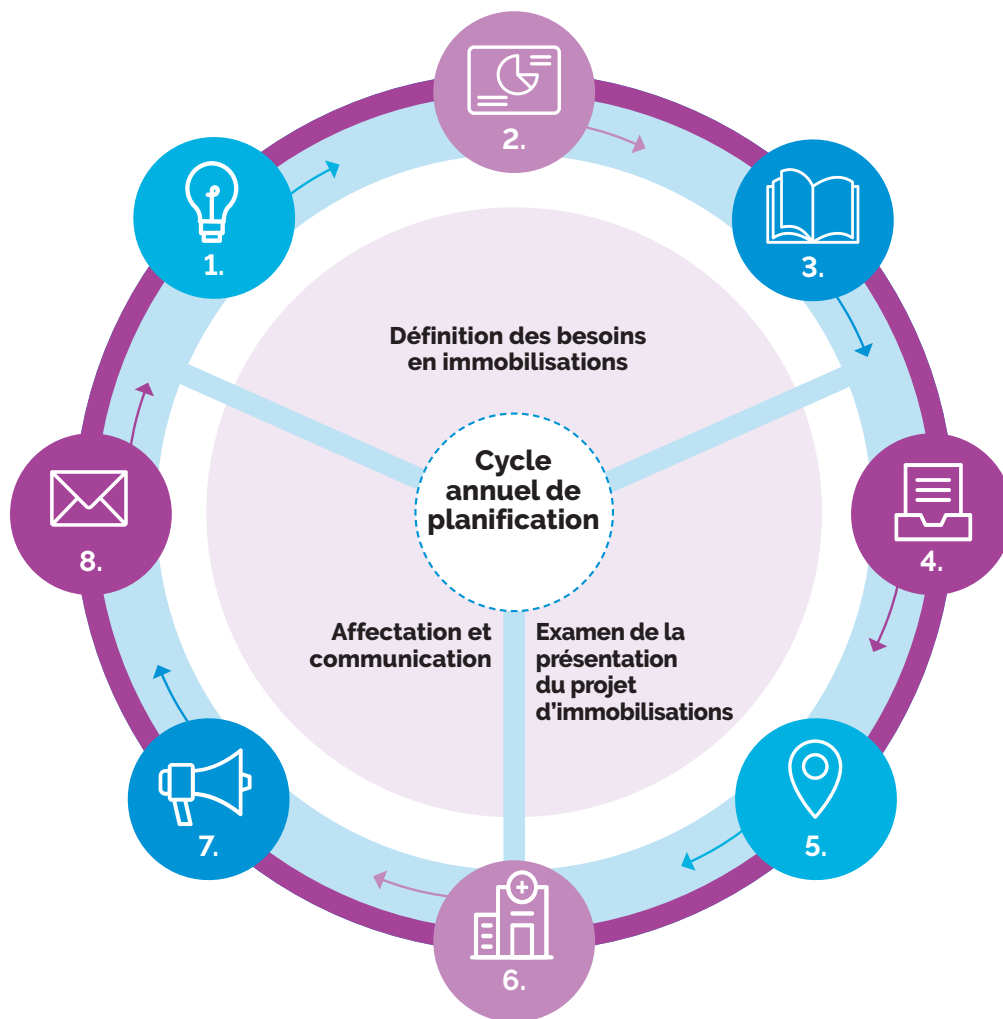 2.
1.
3.
Définition des besoins
en immobilisations
Cycle
annuel de
planification
8.
4.
Affectation et
communication
Examen de la
présentation
du projet
d'immobilisations
7.
5.
6.